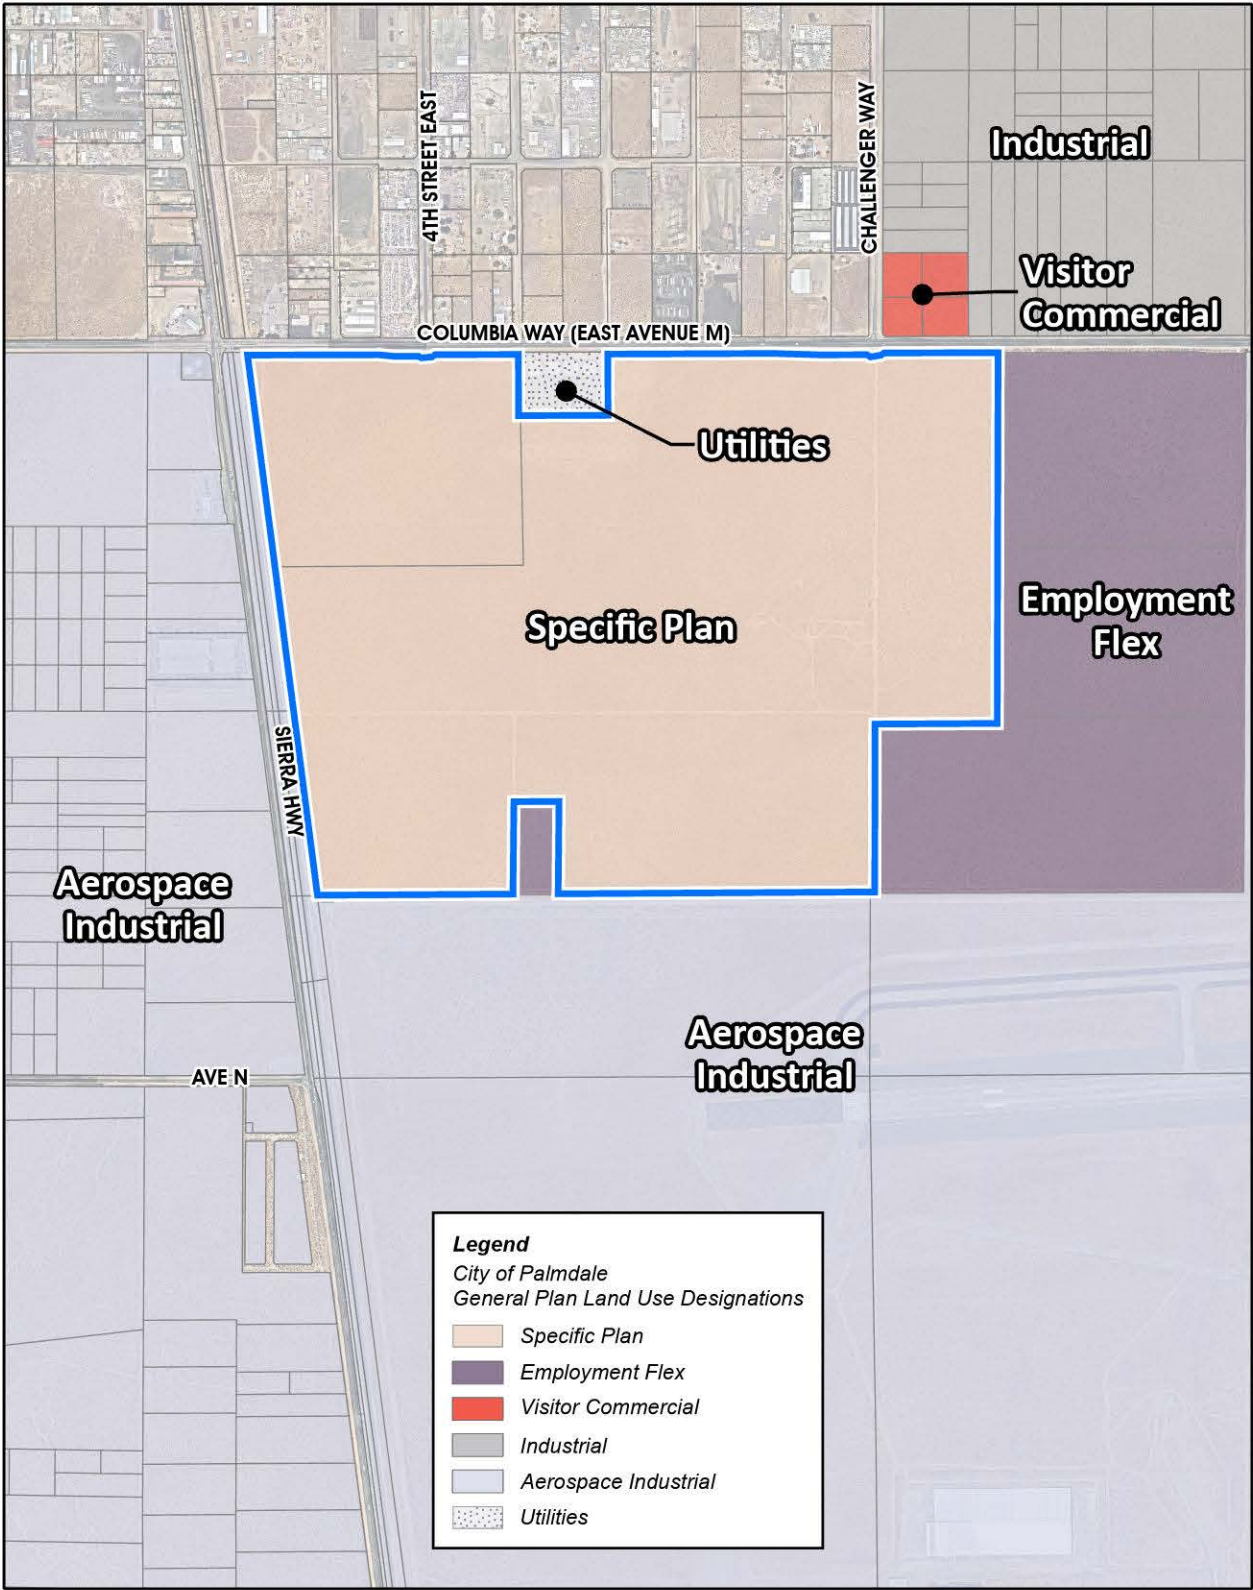 4TH STREET EAST
CHALLENGER WAY
Industrial
Visitor
Commercial
COLUMBIA WAY (EAST AVENUE M)
Utilities
Specific Plan
Employment
Flex
SIERRA HWY
Aerospace
Industrial
Aerospace
Industrial
AVE N
Legend
City of Palmdale
General Plan Land Use Designations
Specific Plan
Employment Flex
Visitor Commercial
Industrial
Aerospace Industrial
Utilities